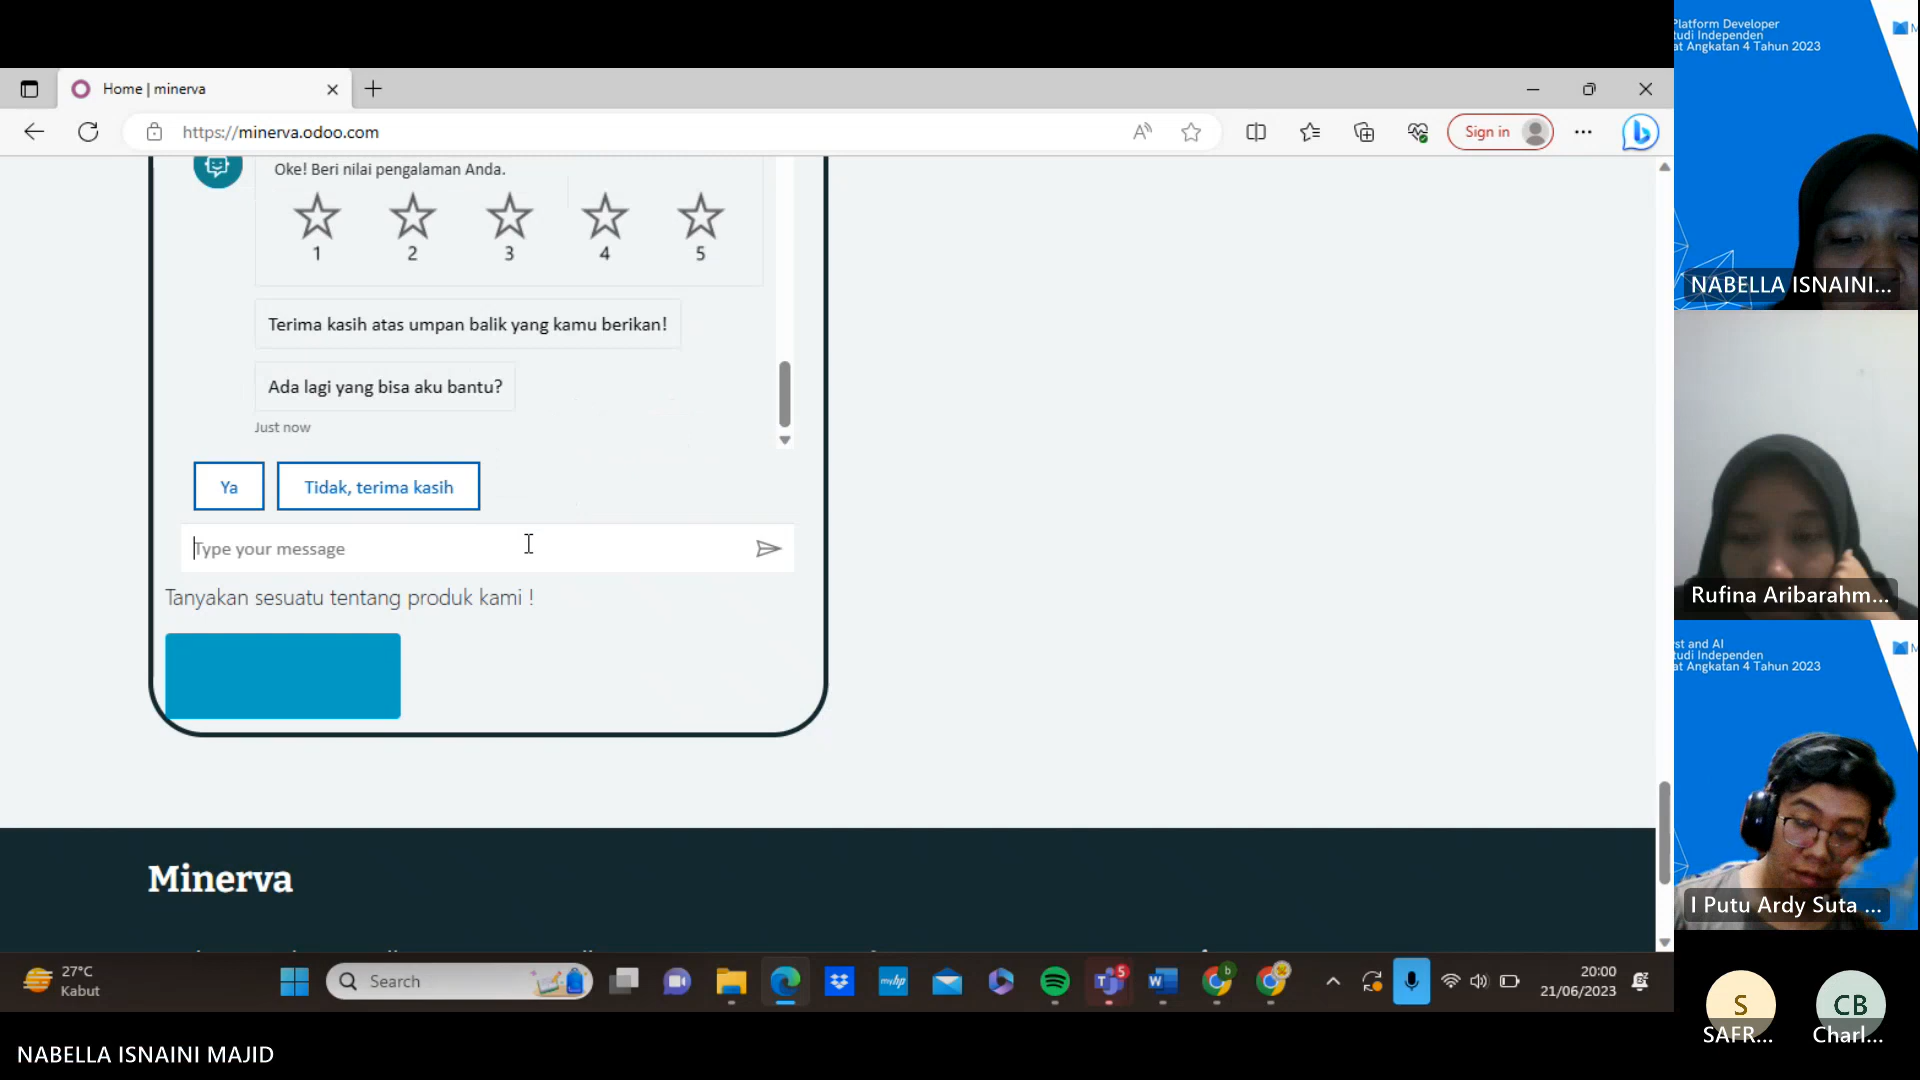 Home | minerva
https://minerva.odoo.com
Sign in
Oke! Beri nilai pengalaman Anda.
1 2 3 4 5
Terima kasih atas umpan balik yang kamu berikan!
Ada lagi yang bisa aku bantu?
Just now
Ya
Tidak, terima kasih
Type your message
Tanyakan sesuatu tentang produk kami !
Minerva
27°C
Kabut
Search
myhp
5
b
20:00
21/06/2023
NABELLA ISNAINI MAJID
Platform Developer
tudi Independen
at Angkatan 4 Tahun 2023
NABELLA ISNAINI...
Rufina Aribarahm...
st and AI
tudi Independen
at Angkatan 4 Tahun 2023
I Putu Ardy Suta ...
S
SAFR...
CB
Charl...